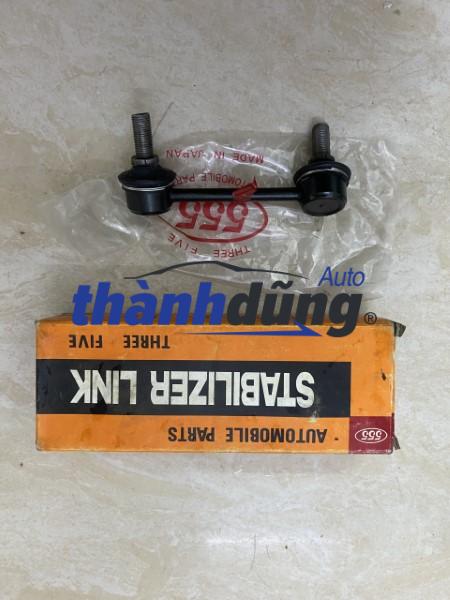 MADE IN JAPAN
AUTOMOBILE PARTS
555
THREE FIVE
Auto
thànhdũng®
THREE FIVE
STABILIZER LINK
AUTOMOBILE PARTS
555